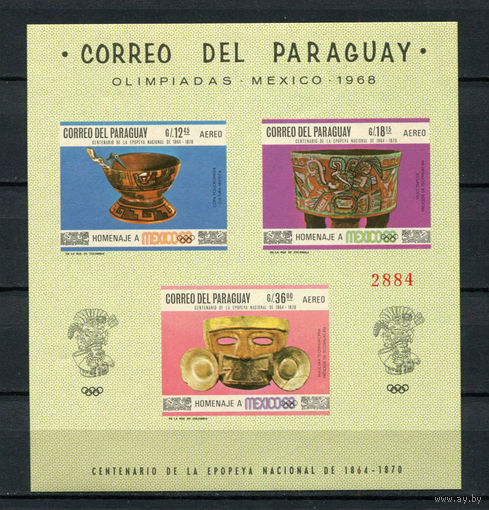 • CORREO DEL PARAGUAY •
OLIMPIADAS · MEXICO · 1968
CORREO DEL PARAGUAY G/.12.45 AEREO
CENTENARIO DE LA EPOPEYA NACIONAL DE 1864-1870
HOMENAJE A MEXICO68
CORREO DEL PARAGUAY G/.18.15 AEREO
CENTENARIO DE LA EPOPEYA NACIONAL DE 1864-1870
HOMENAJE A MEXICO68
2884
CORREO DEL PARAGUAY G/.36.00 AEREO
CENTENARIO DE LA EPOPEYA NACIONAL DE 1864-1870
HOMENAJE A MEXICO68
CENTENARIO DE LA EPOPEYA NACIONAL DE 1864-1870
www.ay.by